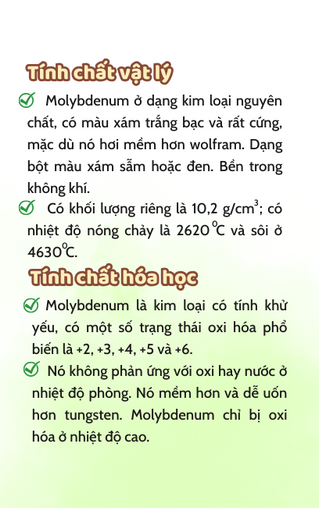 Tính chất vật lý
Molybdenum ở dạng kim loại nguyên
chất, có màu xám trắng bạc và rất cứng,
mặc dù nó hơi mềm hơn wolfram. Dạng
bột màu xám sẫm hoặc đen. Bền trong
không khí.
Có khối lượng riêng là 10,2 g/cm³; có
nhiệt độ nóng chảy là 2620 ⁰C và sôi ở
4630⁰C.
Tính chất hóa học
Molybdenum là kim loại có tính khử
yếu, có một số trạng thái oxi hóa phổ
biến là +2, +3, +4, +5 và +6.
Nó không phản ứng với oxi hay nước ở
nhiệt độ phòng. Nó mềm hơn và dễ uốn
hơn tungsten. Molybdenum chỉ bị oxi
hóa ở nhiệt độ cao.